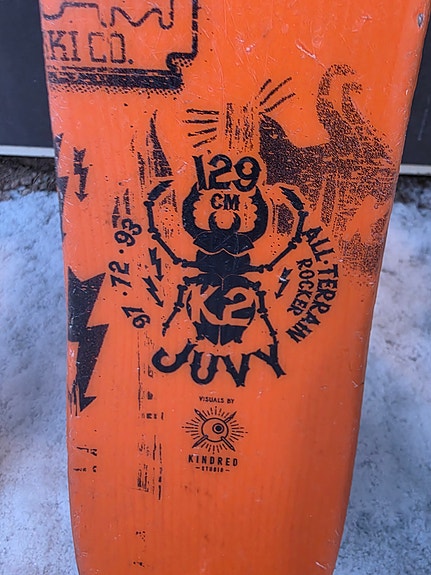 KI CO.
129
CM
97 · 72 · 93
ALL-TERRAIN
ROCKER
K2
JUVY
VISUALS BY
KINDRED
– STUDIO –